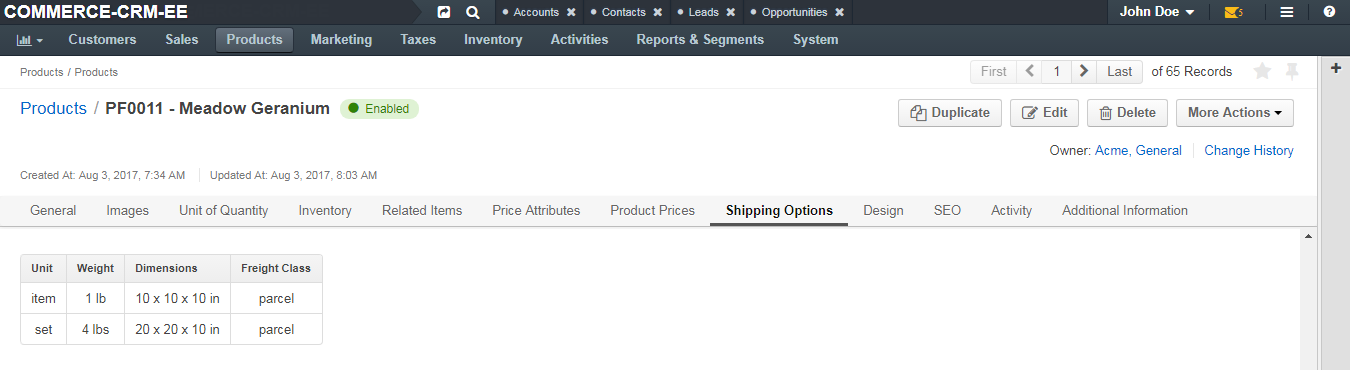 COMMERCE-CRM-EE Accounts Contacts Leads Opportunities John Doe 5
Customers Sales Products Marketing Taxes Inventory Activities Reports & Segments System
Products / Products First 1 Last of 65 Records
Products / PF0011 - Meadow Geranium Enabled Duplicate Edit Delete More Actions
Owner: Acme, General Change History
Created At: Aug 3, 2017, 7:34 AM Updated At: Aug 3, 2017, 8:03 AM
General Images Unit of Quantity Inventory Related Items Price Attributes Product Prices Shipping Options Design SEO Activity Additional Information
Unit Weight Dimensions Freight Class
item 1 lb 10 x 10 x 10 in parcel
set 4 lbs 20 x 20 x 10 in parcel